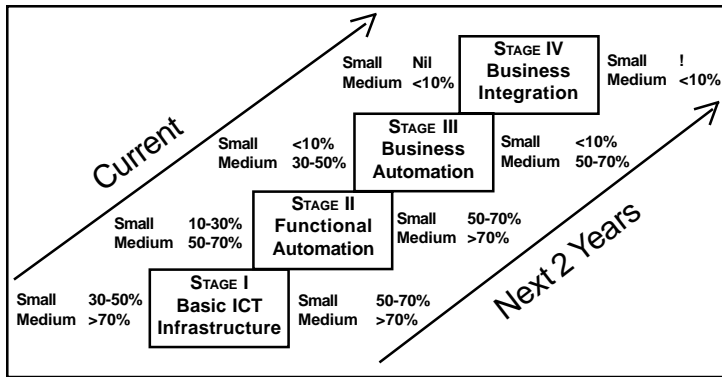 STAGE IV
Business
Integration
Small Nil
Medium <10%
Small !
Medium <10%
Current
STAGE III
Business
Automation
Small <10%
Medium 30-50%
Small <10%
Medium 50-70%
STAGE II
Functional
Automation
Small 10-30%
Medium 50-70%
Small 50-70%
Medium >70%
STAGE I
Basic ICT
Infrastructure
Small 30-50%
Medium >70%
Small 50-70%
Medium >70%
Next 2 Years